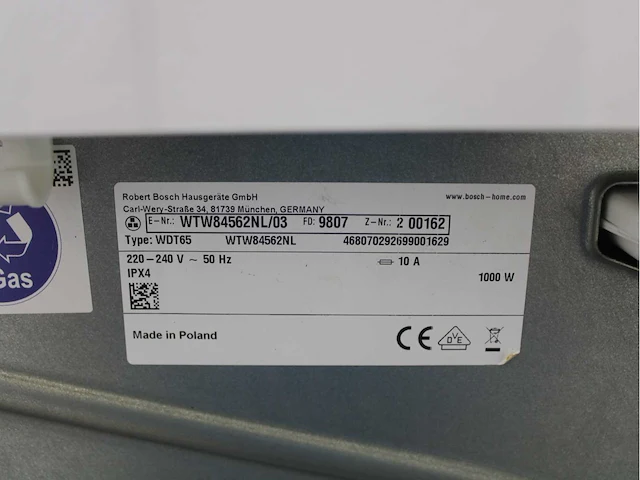 Robert Bosch Hausgeräte GmbH
Carl-Wery-Straße 34, 81739 München, GERMANY
www.bosch-home.com
E-Nr.: WTW84562NL/03 FD: 9807 Z-Nr.: 2 00162
Type: WDT65 WTW84562NL 468070292699001629
220-240 V ~ 50 Hz 10 A
IPX4 1000 W
Made in Poland CE DVE
Gas